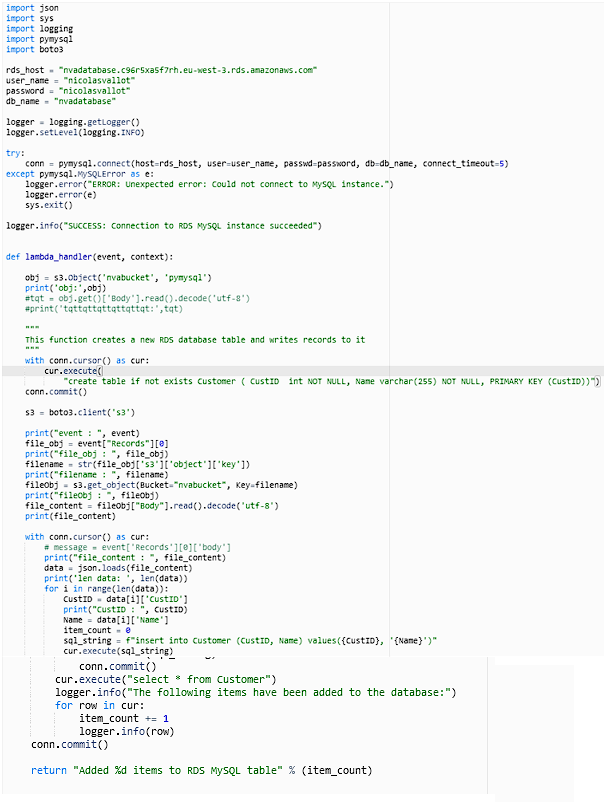 import json
import sys
import logging
import pymysql
import boto3
rds_host = "nvadatabase.c96r5xa5f7rh.eu-west-3.rds.amazonaws.com"
user_name = "nicolasvallot"
password = "nicolasvallot"
db_name = "nvadatabase"
logger = logging.getLogger()
logger.setLevel(logging.INFO)
try:
    conn = pymysql.connect(host=rds_host, user=user_name, passwd=password, db=db_name, connect_timeout=5)
except pymysql.MySQLError as e:
    logger.error("ERROR: Unexpected error: Could not connect to MySQL instance.")
    logger.error(e)
    sys.exit()
logger.info("SUCCESS: Connection to RDS MySQL instance succeeded")
def lambda_handler(event, context):
    obj = s3.Object('nvabucket', 'pymysql')
    print('obj:',obj)
    #tqt = obj.get()['Body'].read().decode('utf-8')
    #print('tqttqttqttqttqttqt:',tqt)
    """
    This function creates a new RDS database table and writes records to it
    """
    with conn.cursor() as cur:
        cur.execute(
            "create table if not exists Customer ( CustID  int NOT NULL, Name varchar(255) NOT NULL, PRIMARY KEY (CustID))")
    conn.commit()
    s3 = boto3.client('s3')
    print("event : ", event)
    file_obj = event["Records"][0]
    print("file_obj : ", file_obj)
    filename = str(file_obj['s3']['object']['key'])
    print("filename : ", filename)
    fileObj = s3.get_object(Bucket="nvabucket", Key=filename)
    print("fileObj : ", fileObj)
    file_content = fileObj["Body"].read().decode('utf-8')
    print(file_content)
    with conn.cursor() as cur:
        # message = event['Records'][0]['body']
        print("file_content : ", file_content)
        data = json.loads(file_content)
        print('len data: ', len(data))
        for i in range(len(data)):
            CustID = data[i]['CustID']
            print("CustID : ", CustID)
            Name = data[i]['Name']
            item_count = 0
            sql_string = f"insert into Customer (CustID, Name) values({CustID}, '{Name}')"
            cur.execute(sql_string)
            conn.commit()
        cur.execute("select * from Customer")
        logger.info("The following items have been added to the database:")
        for row in cur:
            item_count += 1
            logger.info(row)
    conn.commit()
    return "Added %d items to RDS MySQL table" % (item_count)